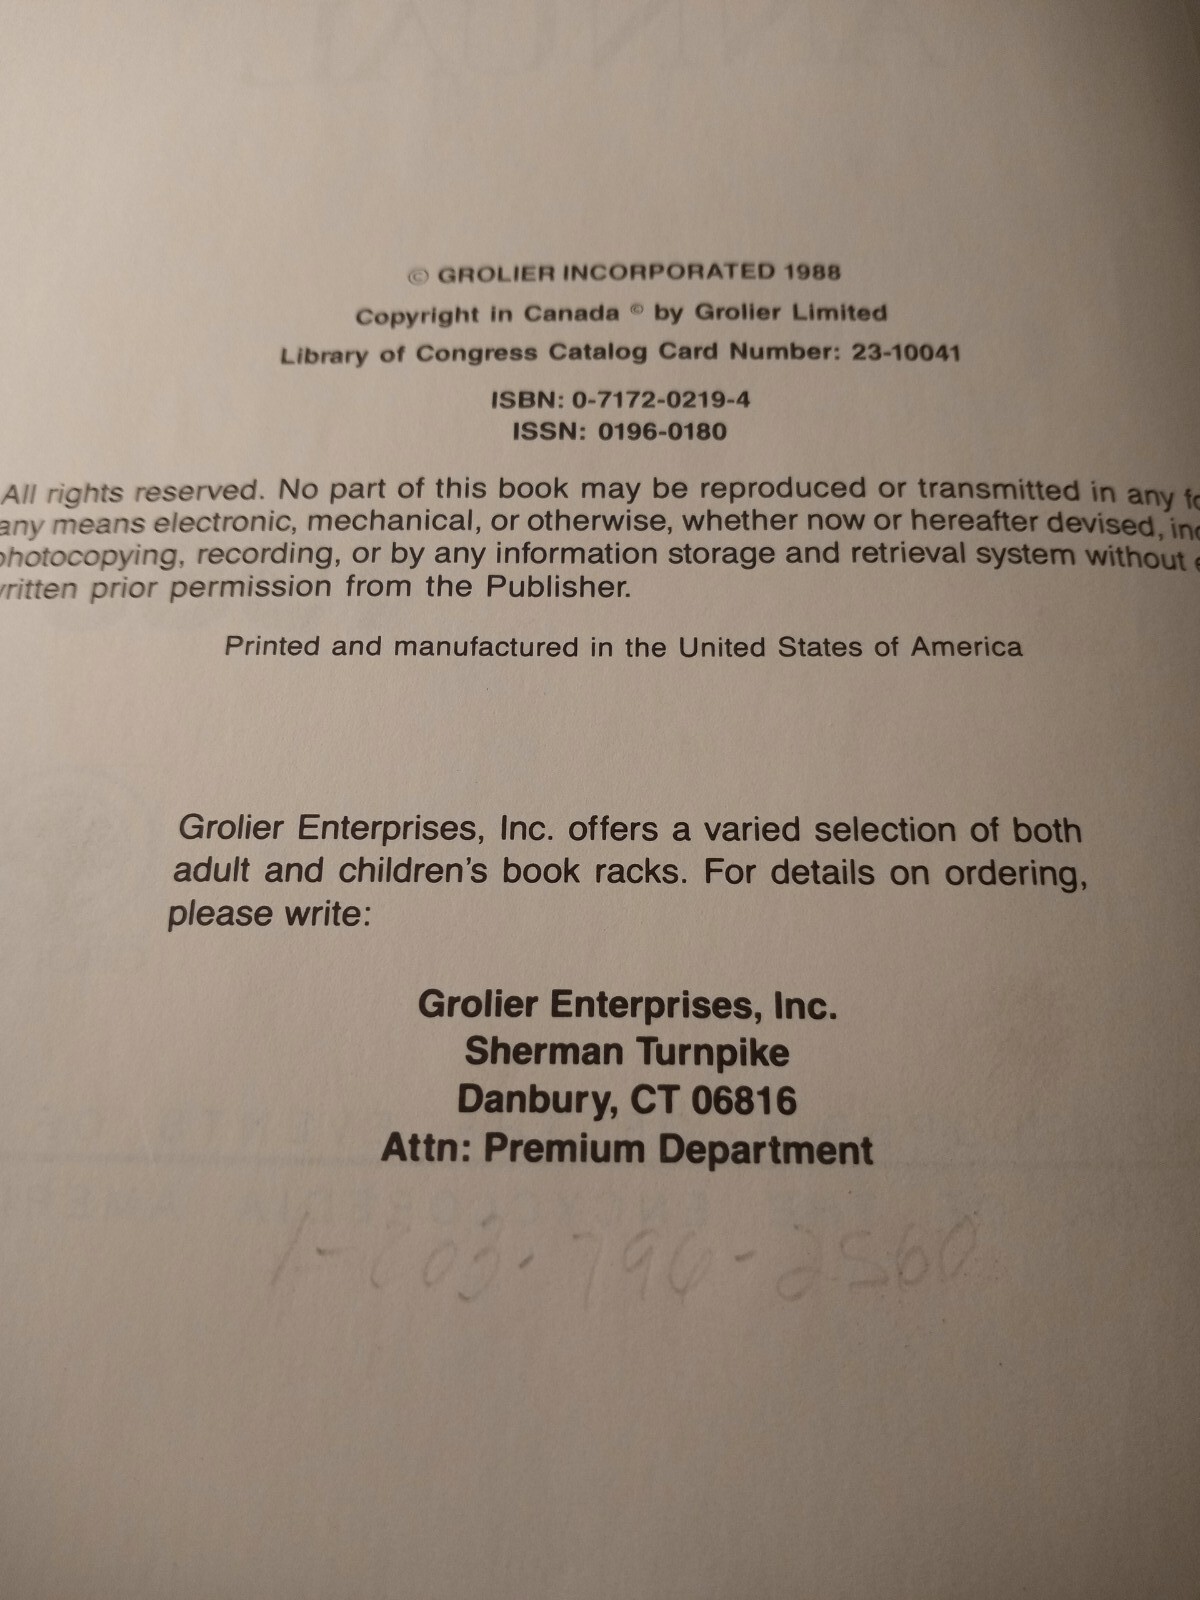 © GROLIER INCORPORATED 1988
Copyright in Canada © by Grolier Limited
Library of Congress Catalog Card Number: 23-10041
ISBN: 0-7172-0219-4
ISSN: 0196-0180
All rights reserved. No part of this book may be reproduced or transmitted in any fo
any means electronic, mechanical, or otherwise, whether now or hereafter devised, inc
photocopying, recording, or by any information storage and retrieval system without e
written prior permission from the Publisher.
Printed and manufactured in the United States of America
Grolier Enterprises, Inc. offers a varied selection of both
adult and children's book racks. For details on ordering,
please write:
Grolier Enterprises, Inc.
Sherman Turnpike
Danbury, CT 06816
Attn: Premium Department